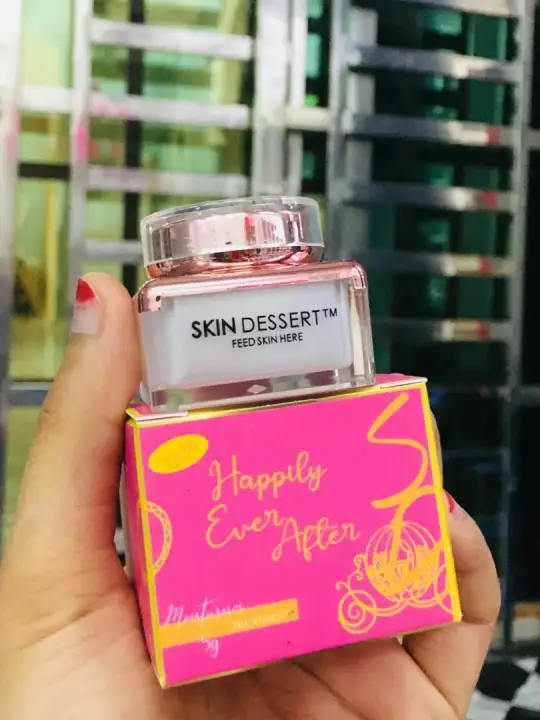 SKIN DESSERT™
FEED SKIN HERE
Happily
Ever After
5g